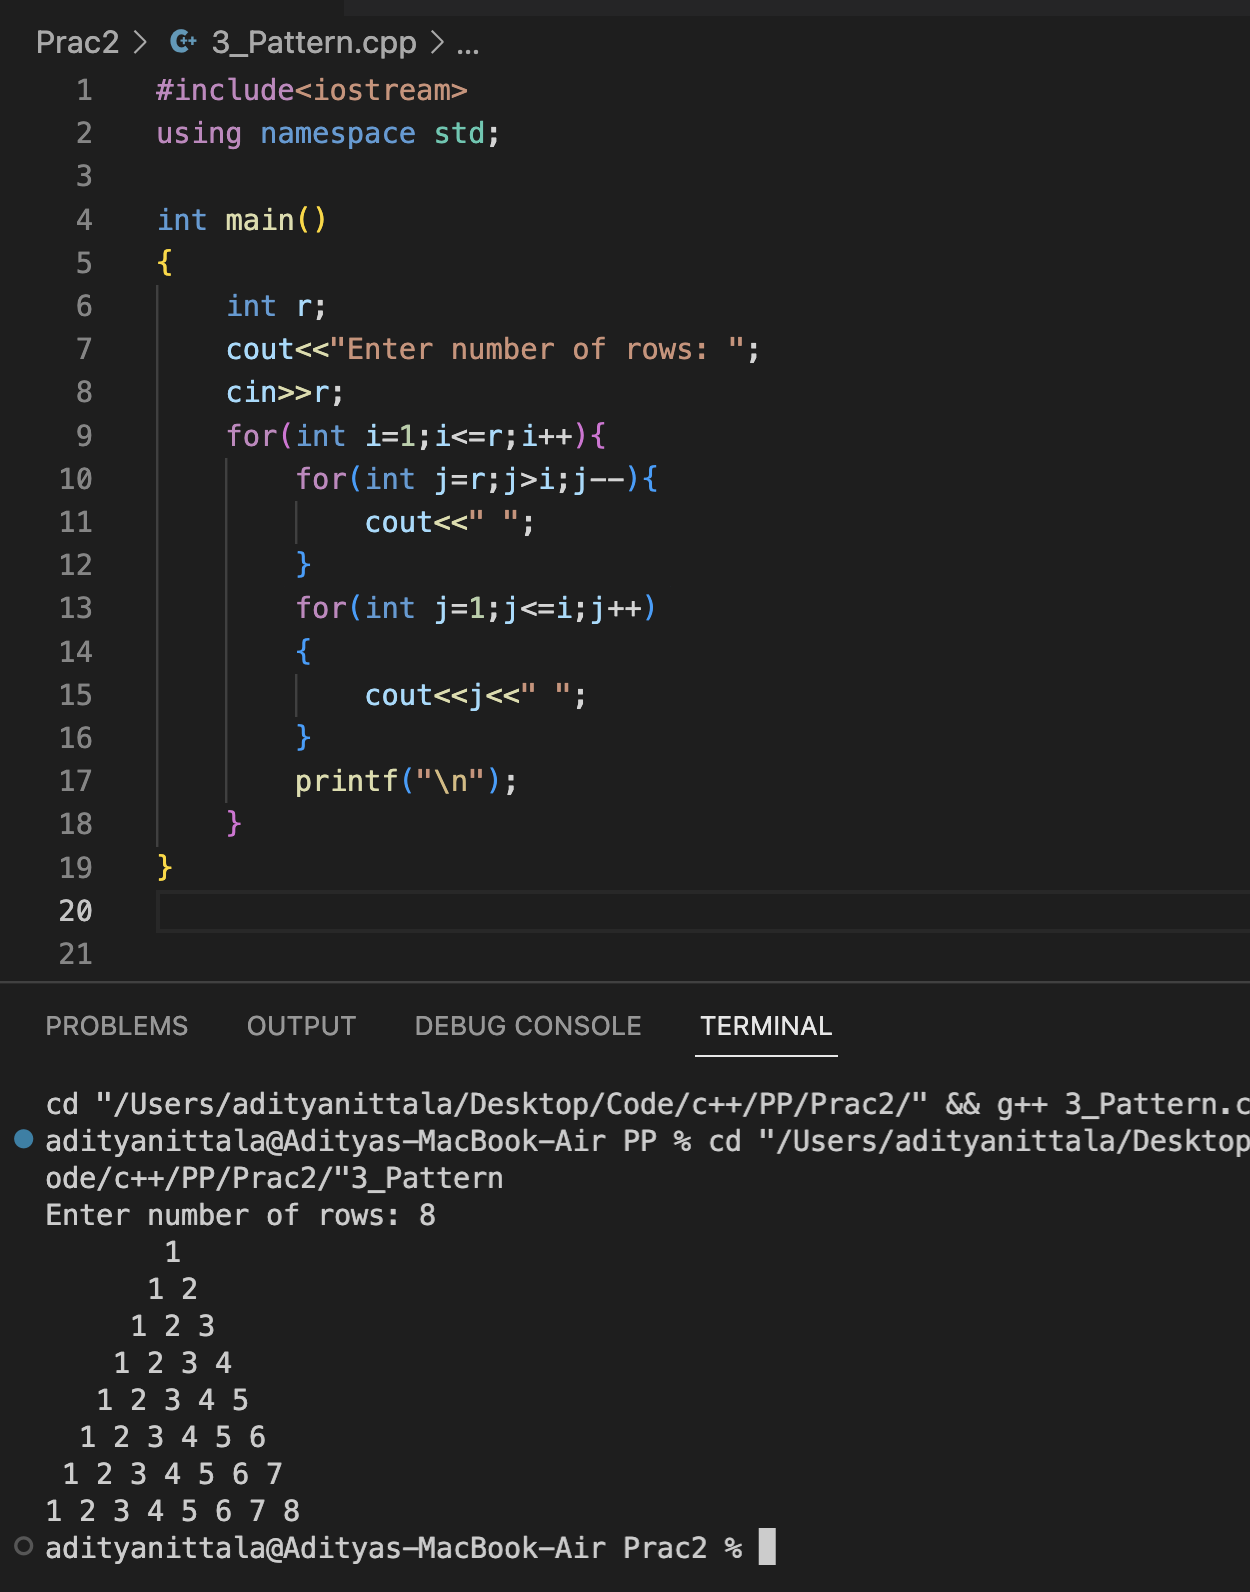 Prac2 > 3_Pattern.cpp > ...
1 #include<iostream>
2 using namespace std;
3
4 int main()
5 {
6     int r;
7     cout<<"Enter number of rows: ";
8     cin>>r;
9     for(int i=1;i<=r;i++){
10         for(int j=r;j>i;j--){
11             cout<<" ";
12         }
13         for(int j=1;j<=i;j++)
14         {
15             cout<<j<<" ";
16         }
17         printf("\n");
18     }
19 }
20
21
PROBLEMS OUTPUT DEBUG CONSOLE TERMINAL
cd "/Users/adityanittala/Desktop/Code/c++/PP/Prac2/" && g++ 3_Pattern.c
adityanittala@Adityas-MacBook-Air PP % cd "/Users/adityanittala/Desktop
ode/c++/PP/Prac2/"3_Pattern
Enter number of rows: 8
       1
      1 2
     1 2 3
    1 2 3 4
   1 2 3 4 5
  1 2 3 4 5 6
 1 2 3 4 5 6 7
1 2 3 4 5 6 7 8
adityanittala@Adityas-MacBook-Air Prac2 %